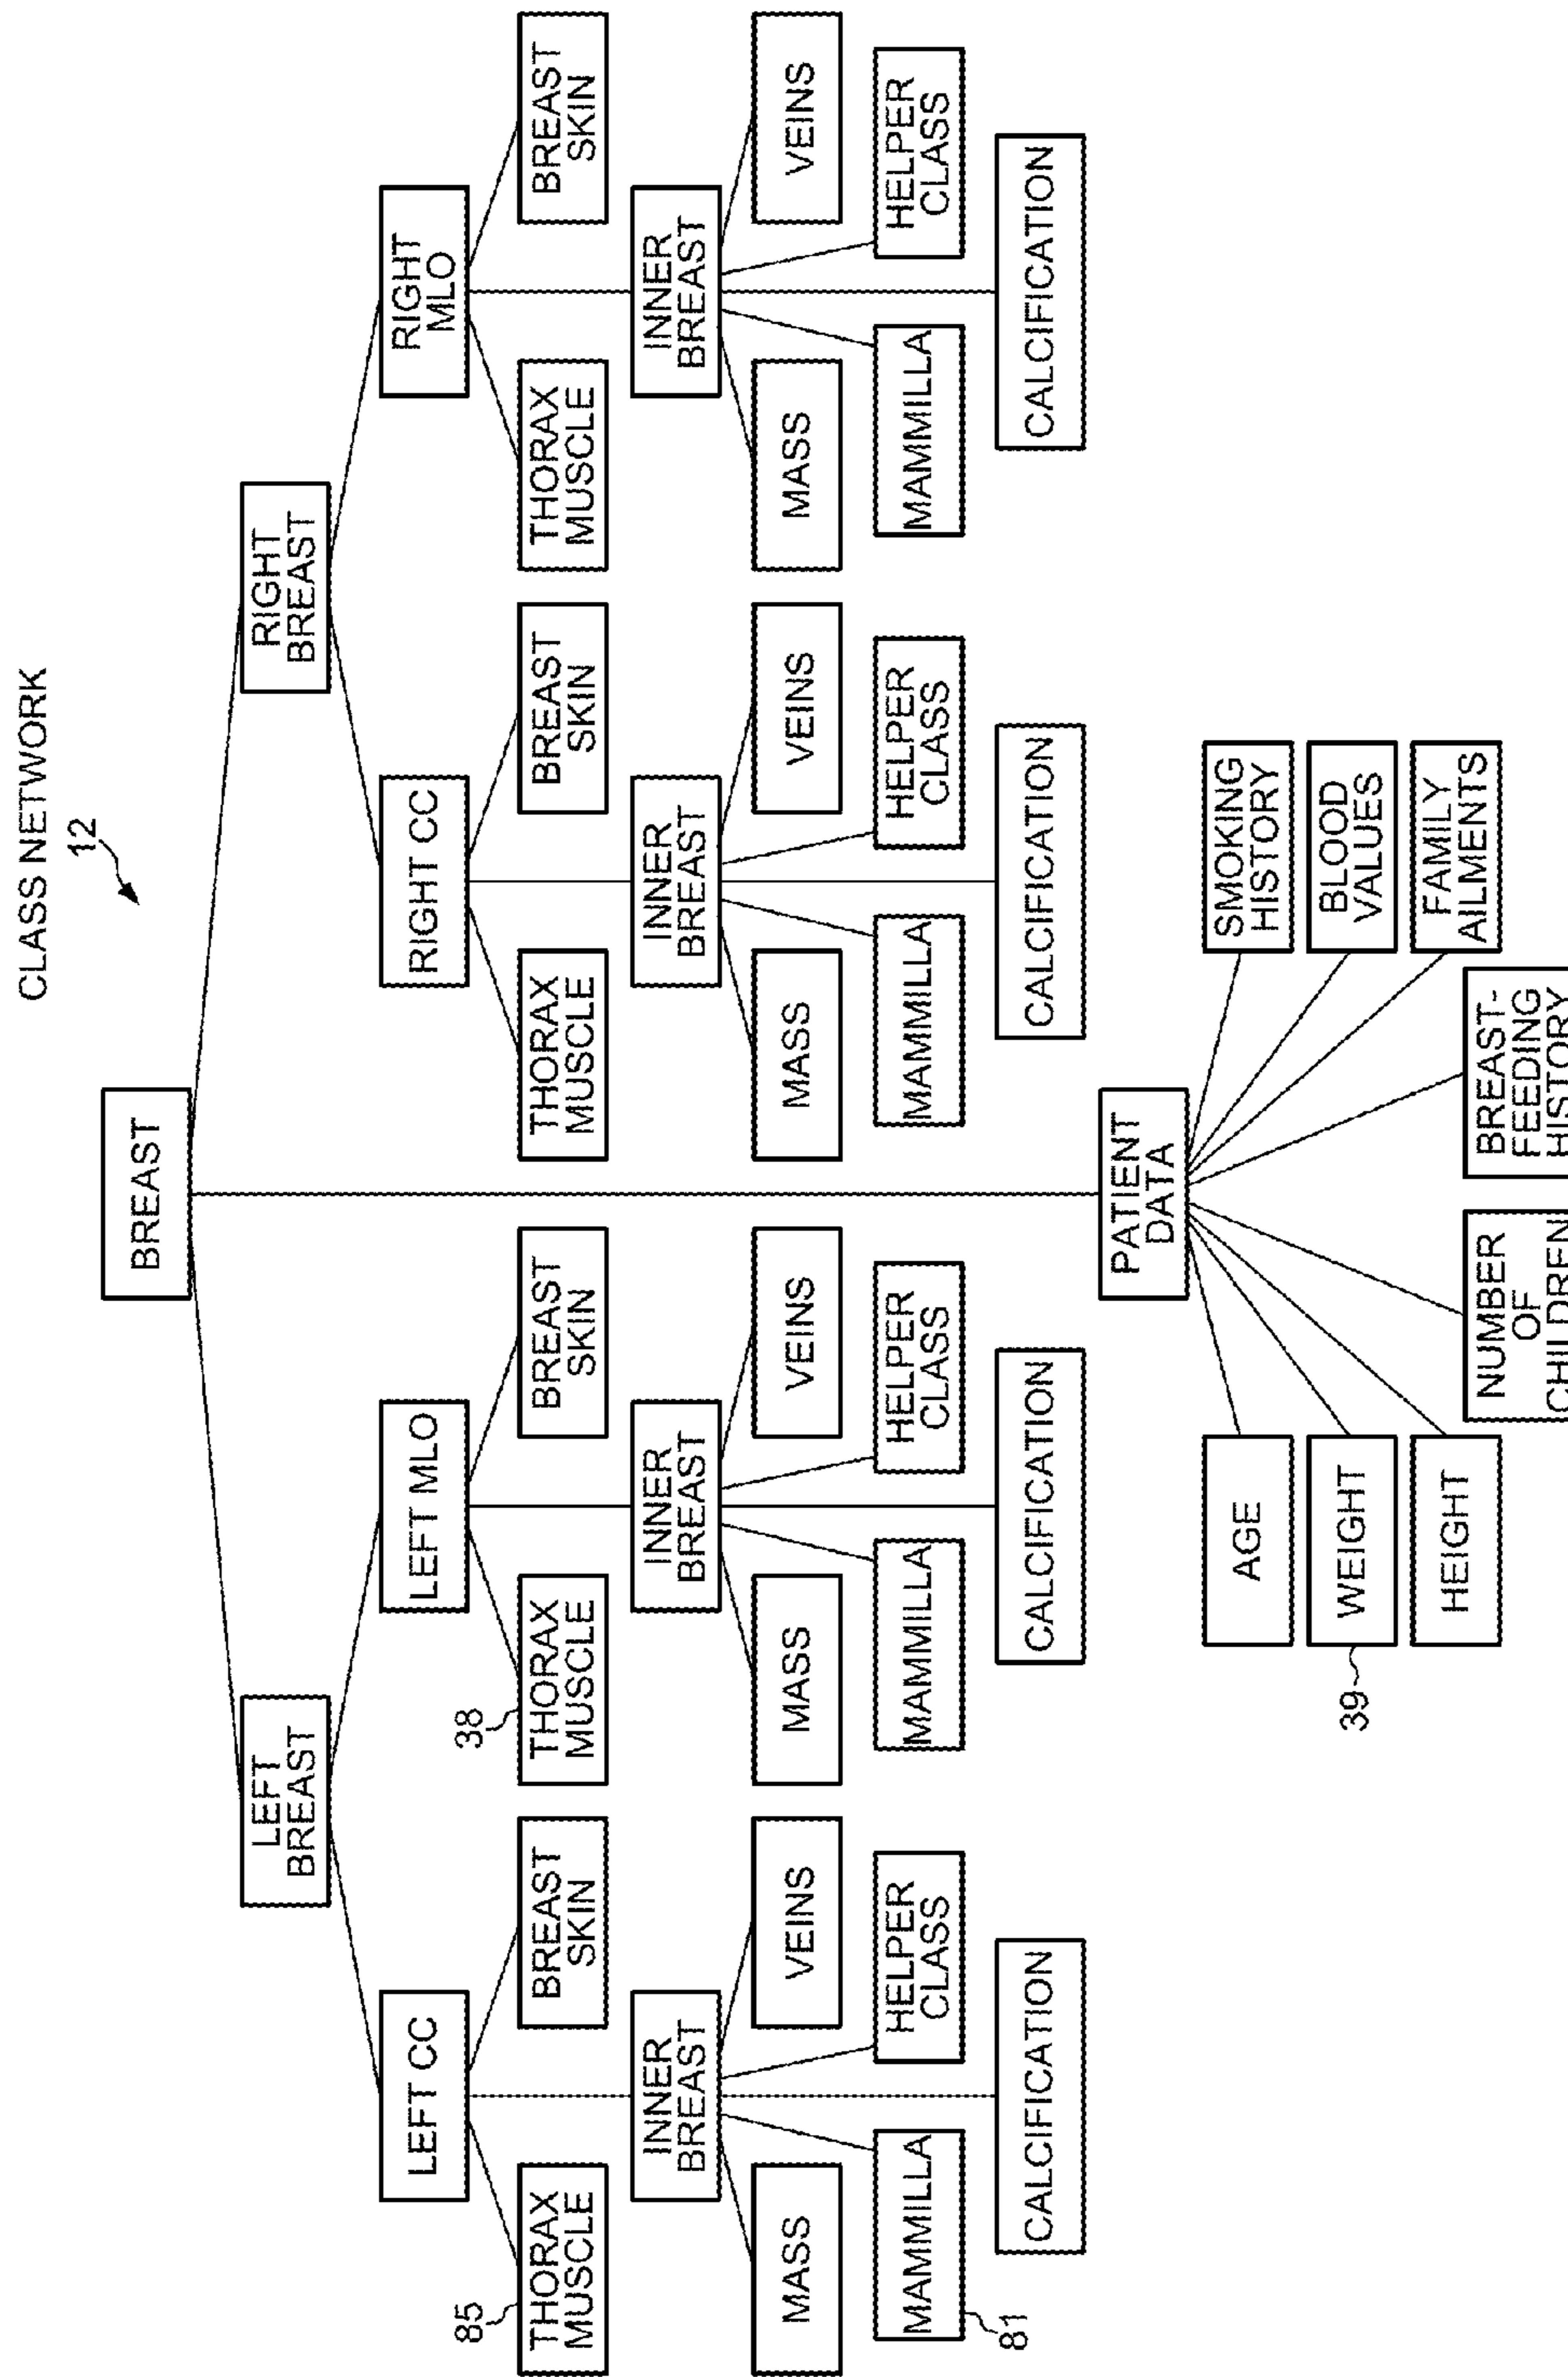 CLASS NETWORK
12
BREAST
LEFT
BREAST
RIGHT
BREAST
LEFT CC
LEFT MLO
RIGHT CC
RIGHT
MLO
85
THORAX
MUSCLE
BREAST
SKIN
38
THORAX
MUSCLE
BREAST
SKIN
THORAX
MUSCLE
BREAST
SKIN
THORAX
MUSCLE
BREAST
SKIN
INNER
BREAST
INNER
BREAST
INNER
BREAST
INNER
BREAST
MASS
VEINS
MASS
VEINS
MASS
VEINS
MASS
VEINS
MAMMILLA
81
HELPER
CLASS
MAMMILLA
HELPER
CLASS
MAMMILLA
HELPER
CLASS
MAMMILLA
HELPER
CLASS
CALCIFICATION
CALCIFICATION
CALCIFICATION
CALCIFICATION
PATIENT
DATA
AGE
SMOKING
HISTORY
39
WEIGHT
BLOOD
VALUES
HEIGHT
FAMILY
AILMENTS
NUMBER
OF
CHILDREN
BREAST-
FEEDING
HISTORY